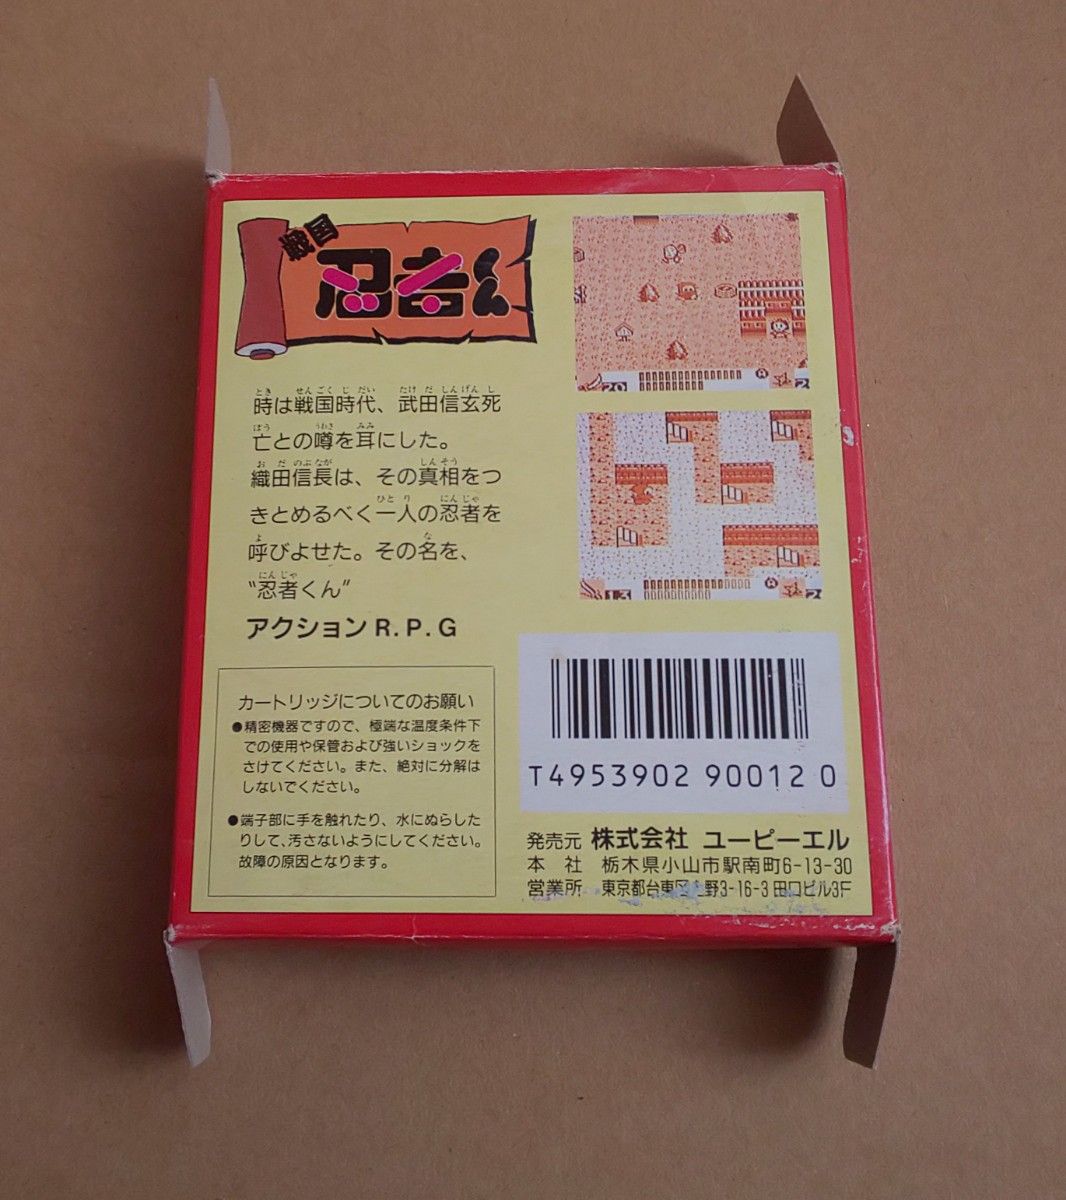 戦国
忍者くん
時は戦国時代、武田信玄死
亡との噂を耳にした。
織田信長は、その真相をつ
きとめるべく一人の忍者を
呼びよせた。その名を、
“忍者くん”
アクションR.P.G
カートリッジについてのお願い
●精密機器ですので、極端な温度条件下
での使用や保管および強いショックを
さけてください。また、絶対に分解は
しないでください。
●端子部に手を触れたり、水にぬらした
りして、汚さないようにしてください。
故障の原因となります。
20
A
2
13
A
2
T4953902 900120
発売元 株式会社 ユーピーエル
本社 栃木県小山市駅南町6-13-30
営業所 東京都台東区上野3-16-3 田口ビル3F